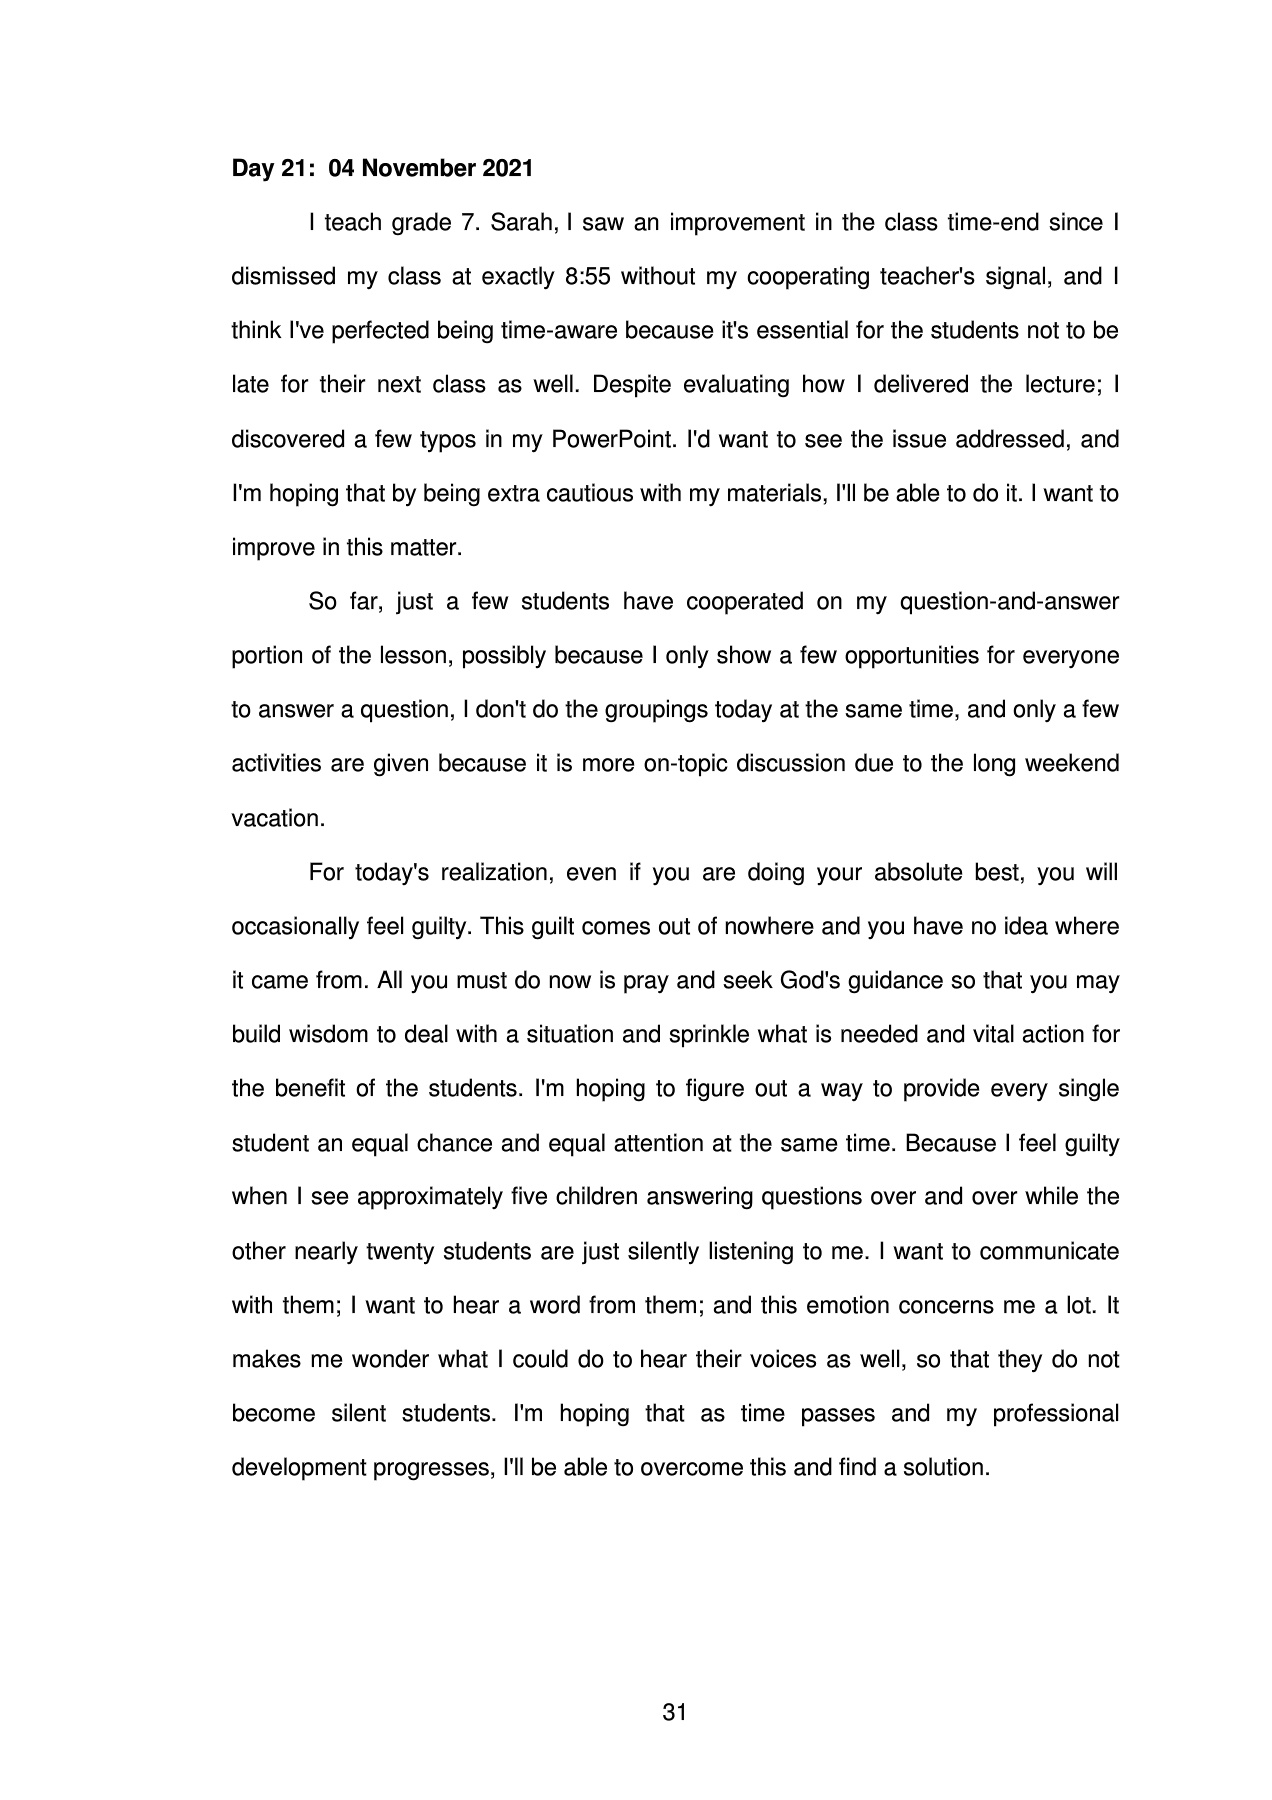 Day 21:  04 November 2021
I teach grade 7. Sarah, I saw an improvement in the class time-end since I
dismissed my class at exactly 8:55 without my cooperating teacher's signal, and I
think I've perfected being time-aware because it's essential for the students not to be
late for their next class as well. Despite evaluating how I delivered the lecture; I
discovered a few typos in my PowerPoint. I'd want to see the issue addressed, and
I'm hoping that by being extra cautious with my materials, I'll be able to do it. I want to
improve in this matter.
So far, just a few students have cooperated on my question-and-answer
portion of the lesson, possibly because I only show a few opportunities for everyone
to answer a question, I don't do the groupings today at the same time, and only a few
activities are given because it is more on-topic discussion due to the long weekend
vacation.
For today's realization, even if you are doing your absolute best, you will
occasionally feel guilty. This guilt comes out of nowhere and you have no idea where
it came from. All you must do now is pray and seek God's guidance so that you may
build wisdom to deal with a situation and sprinkle what is needed and vital action for
the benefit of the students. I'm hoping to figure out a way to provide every single
student an equal chance and equal attention at the same time. Because I feel guilty
when I see approximately five children answering questions over and over while the
other nearly twenty students are just silently listening to me. I want to communicate
with them; I want to hear a word from them; and this emotion concerns me a lot. It
makes me wonder what I could do to hear their voices as well, so that they do not
become silent students. I'm hoping that as time passes and my professional
development progresses, I'll be able to overcome this and find a solution.
31